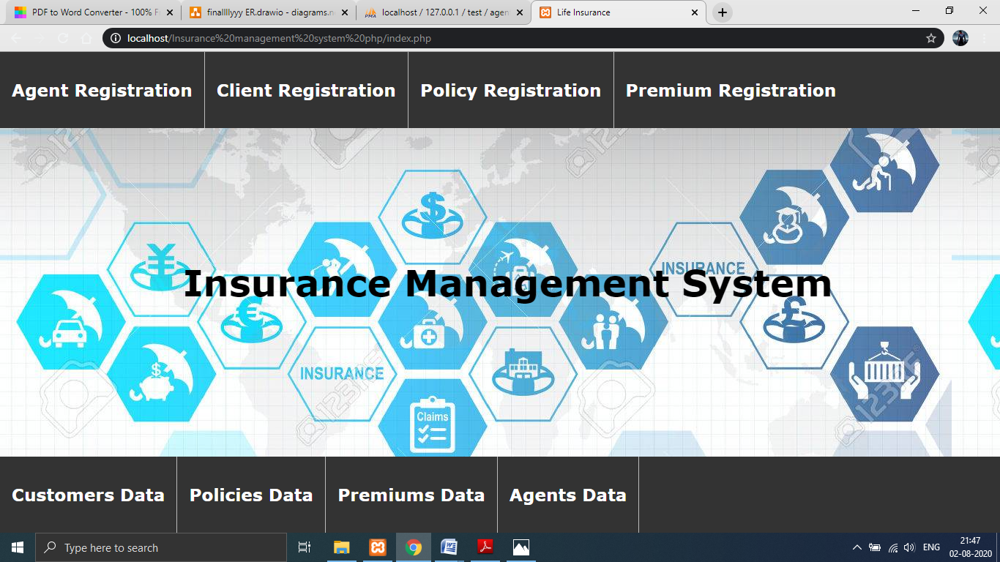 PDF to Word Converter - 100% F
finallllyyy ER.drawio - diagrams.n
localhost / 127.0.0.1 / test / agen
Life Insurance
localhost/Insurance%20management%20system%20php/index.php
Agent Registration
Client Registration
Policy Registration
Premium Registration
INSURANCE
Insurance Management System
INSURANCE
Claims
123RF
123RF
Customers Data
Policies Data
Premiums Data
Agents Data
Type here to search
ENG
21:47
02-08-2020